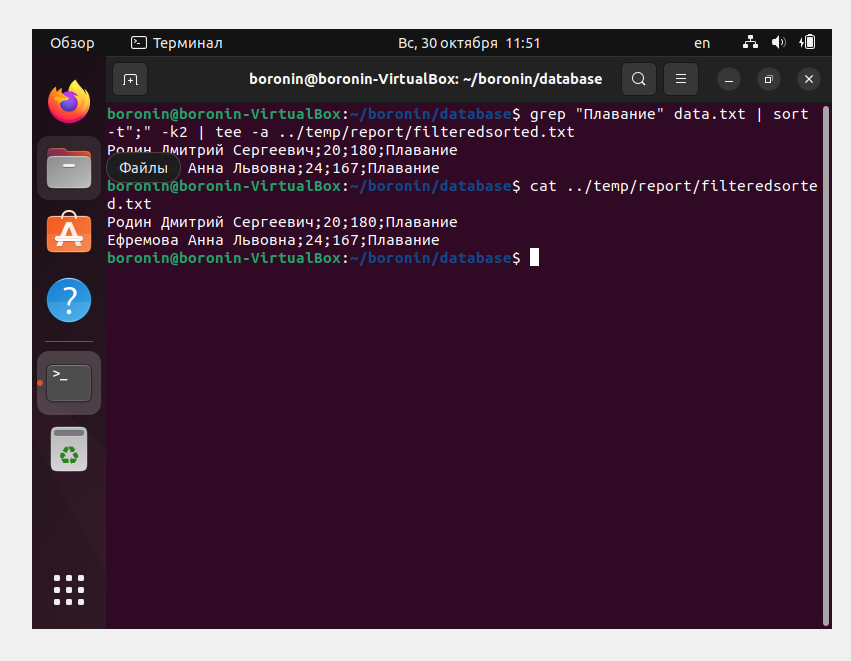 Обзор Терминал Вс, 30 октября 11:51 en
boronin@boronin-VirtualBox: ~/boronin/database
boronin@boronin-VirtualBox:~/boronin/database$ grep "Плавание" data.txt | sort
-t";" -k2 | tee -a ../temp/report/filteredsorted.txt
Родин Дмитрий Сергеевич;20;180;Плавание
Файлы Анна Львовна;24;167;Плавание
boronin@boronin-VirtualBox:~/boronin/database$ cat ../temp/report/filteredsorte
d.txt
Родин Дмитрий Сергеевич;20;180;Плавание
Ефремова Анна Львовна;24;167;Плавание
boronin@boronin-VirtualBox:~/boronin/database$